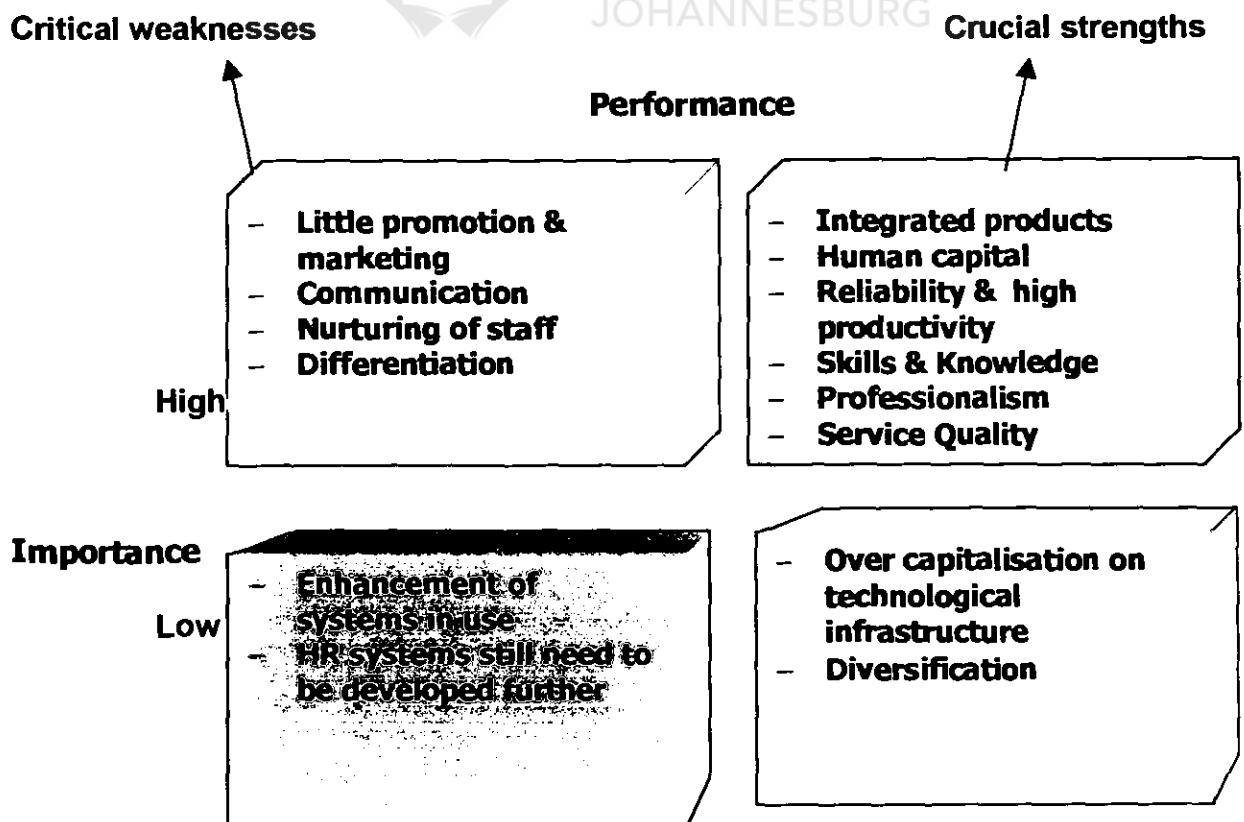 JOHANNESBURG
Critical weaknesses
Crucial strengths
Performance
– Little promotion &
marketing
– Communication
– Nurturing of staff
– Differentiation
High
– Integrated products
– Human capital
– Reliability & high
productivity
– Skills & Knowledge
– Professionalism
– Service Quality
Importance
Low
– Enhancement of
systems in use
– HR systems still need to
be developed further
– Over capitalisation on
technological
infrastructure
– Diversification